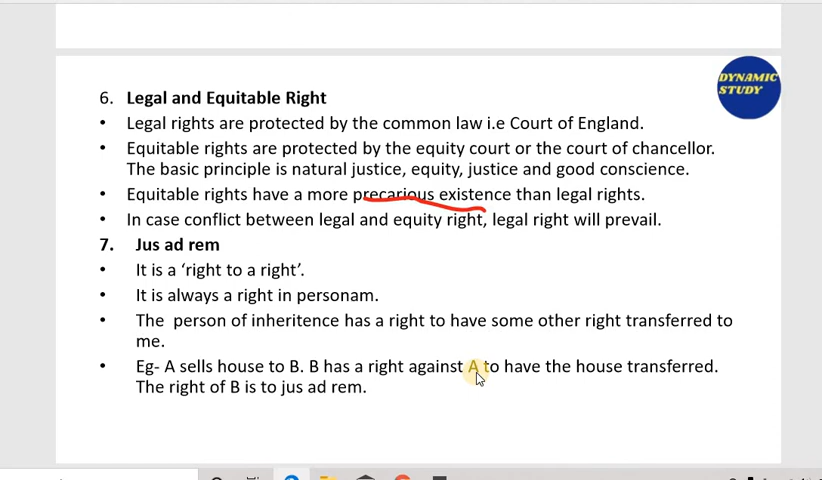 DYNAMIC
STUDY
6. Legal and Equitable Right
• Legal rights are protected by the common law i.e Court of England.
• Equitable rights are protected by the equity court or the court of chancellor.
The basic principle is natural justice, equity, justice and good conscience.
• Equitable rights have a more precarious existence than legal rights.
• In case conflict between legal and equity right, legal right will prevail.
7. Jus ad rem
• It is a ‘right to a right’.
• It is always a right in personam.
• The person of inheritence has a right to have some other right transferred to
me.
• Eg- A sells house to B. B has a right against A to have the house transferred.
The right of B is to jus ad rem.